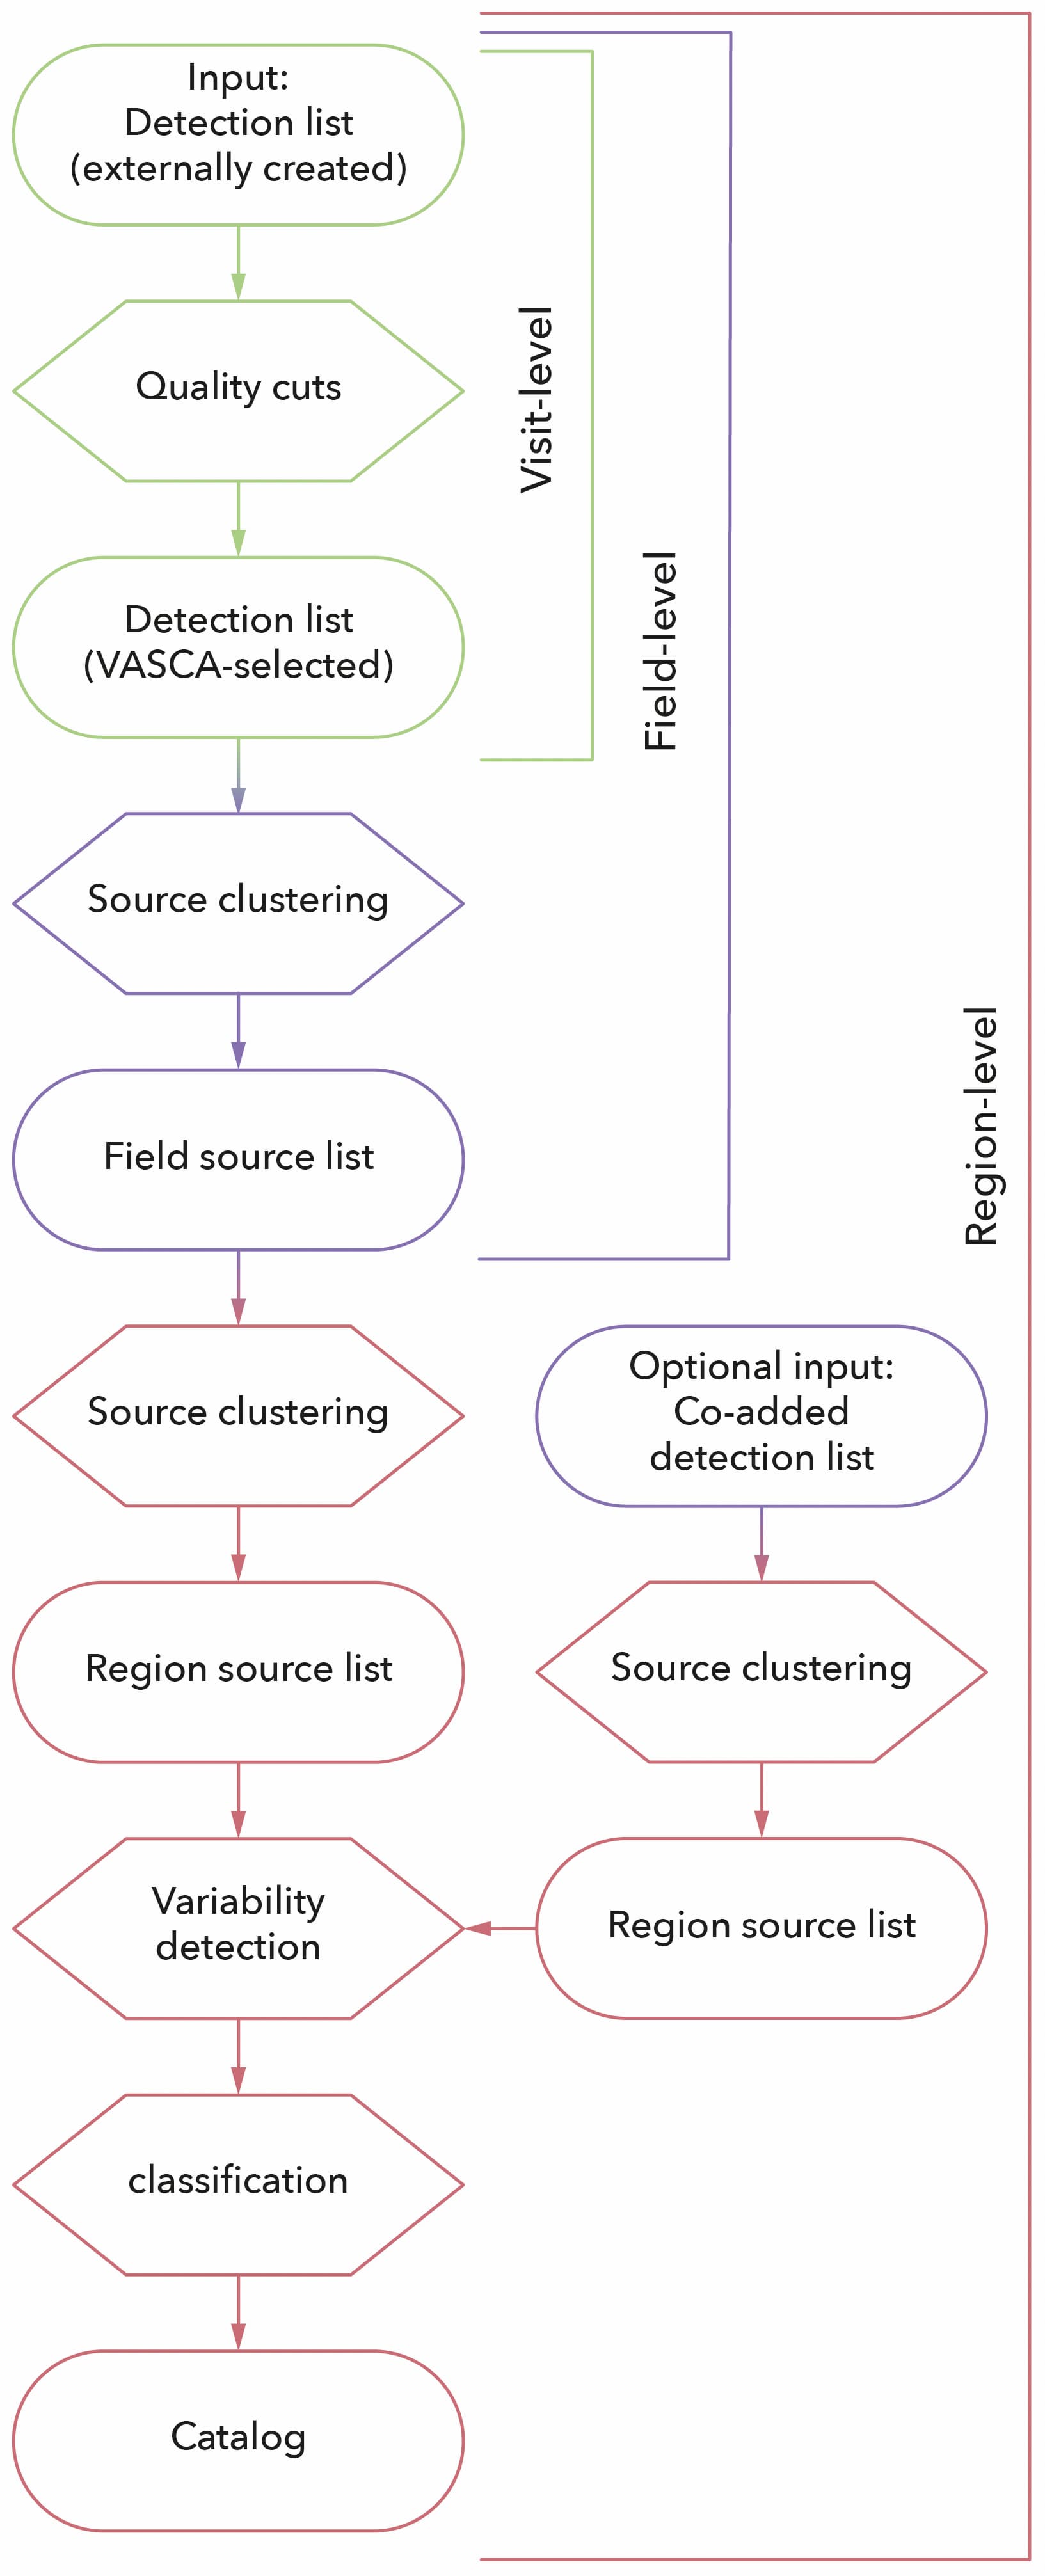 Input:
Detection list
(externally created)
Quality cuts
Visit-level
Detection list
(VASCA-selected)
Field-level
Source clustering
Field source list
Region-level
Source clustering
Optional input:
Co-added
detection list
Region source list
Source clustering
Variability
detection
Region source list
classification
Catalog